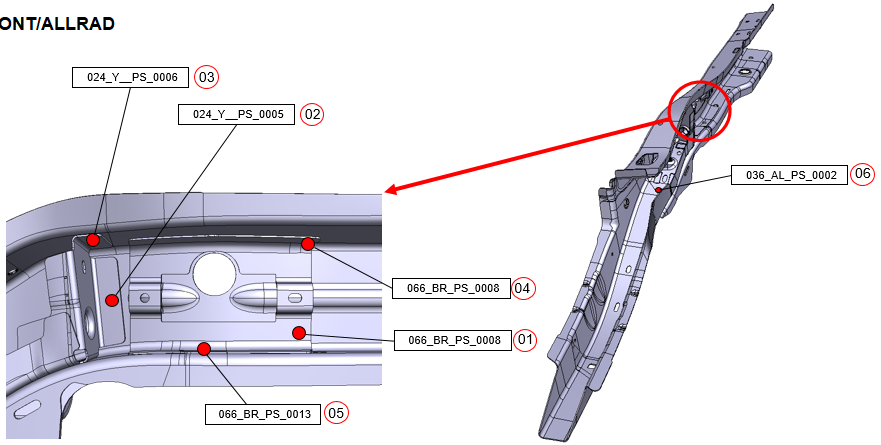 ONT/ALLRAD
024_Y__PS_0006 03
024_Y__PS_0005 02
036_AL_PS_0002 06
066_BR_PS_0008 04
066_BR_PS_0008 01
066_BR_PS_0013 05